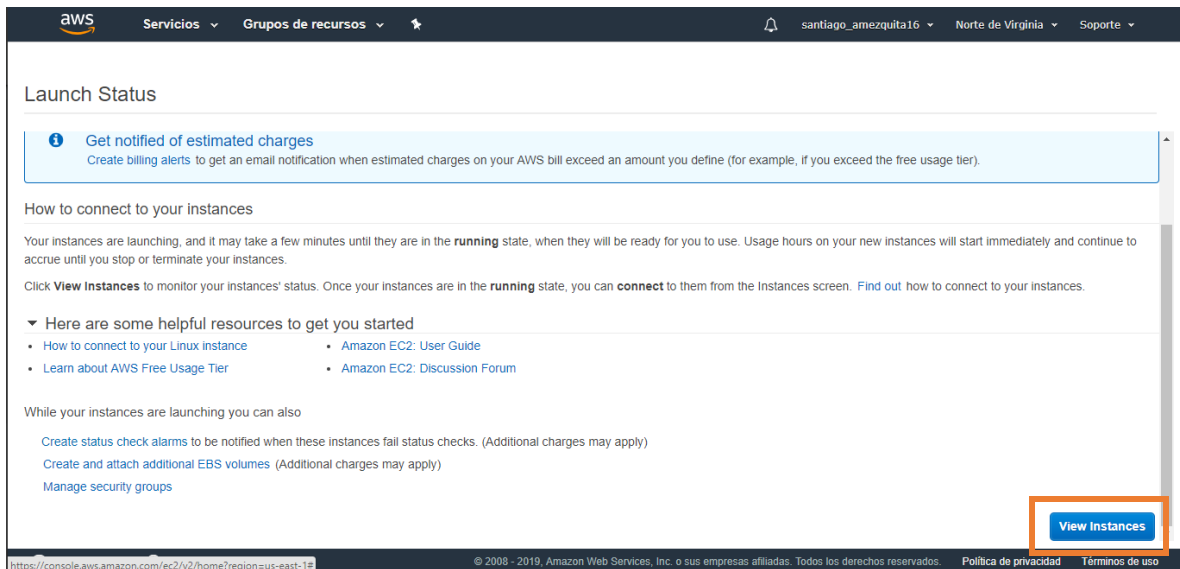 aws Servicios Grupos de recursos santiago_amezquita16 Norte de Virginia Soporte
Launch Status
Get notified of estimated charges
Create billing alerts to get an email notification when estimated charges on your AWS bill exceed an amount you define (for example, if you exceed the free usage tier).
How to connect to your instances
Your instances are launching, and it may take a few minutes until they are in the running state, when they will be ready for you to use. Usage hours on your new instances will start immediately and continue to
accrue until you stop or terminate your instances.
Click View Instances to monitor your instances' status. Once your instances are in the running state, you can connect to them from the Instances screen. Find out how to connect to your instances.
Here are some helpful resources to get you started
• How to connect to your Linux instance • Amazon EC2: User Guide
• Learn about AWS Free Usage Tier • Amazon EC2: Discussion Forum
While your instances are launching you can also
Create status check alarms to be notified when these instances fail status checks. (Additional charges may apply)
Create and attach additional EBS volumes (Additional charges may apply)
Manage security groups
View Instances
https://console.aws.amazon.com/ec2/v2/home?region=us-east-1# © 2008 - 2019, Amazon Web Services, Inc. o sus empresas afiliadas. Todos los derechos reservados. Política de privacidad Términos de uso